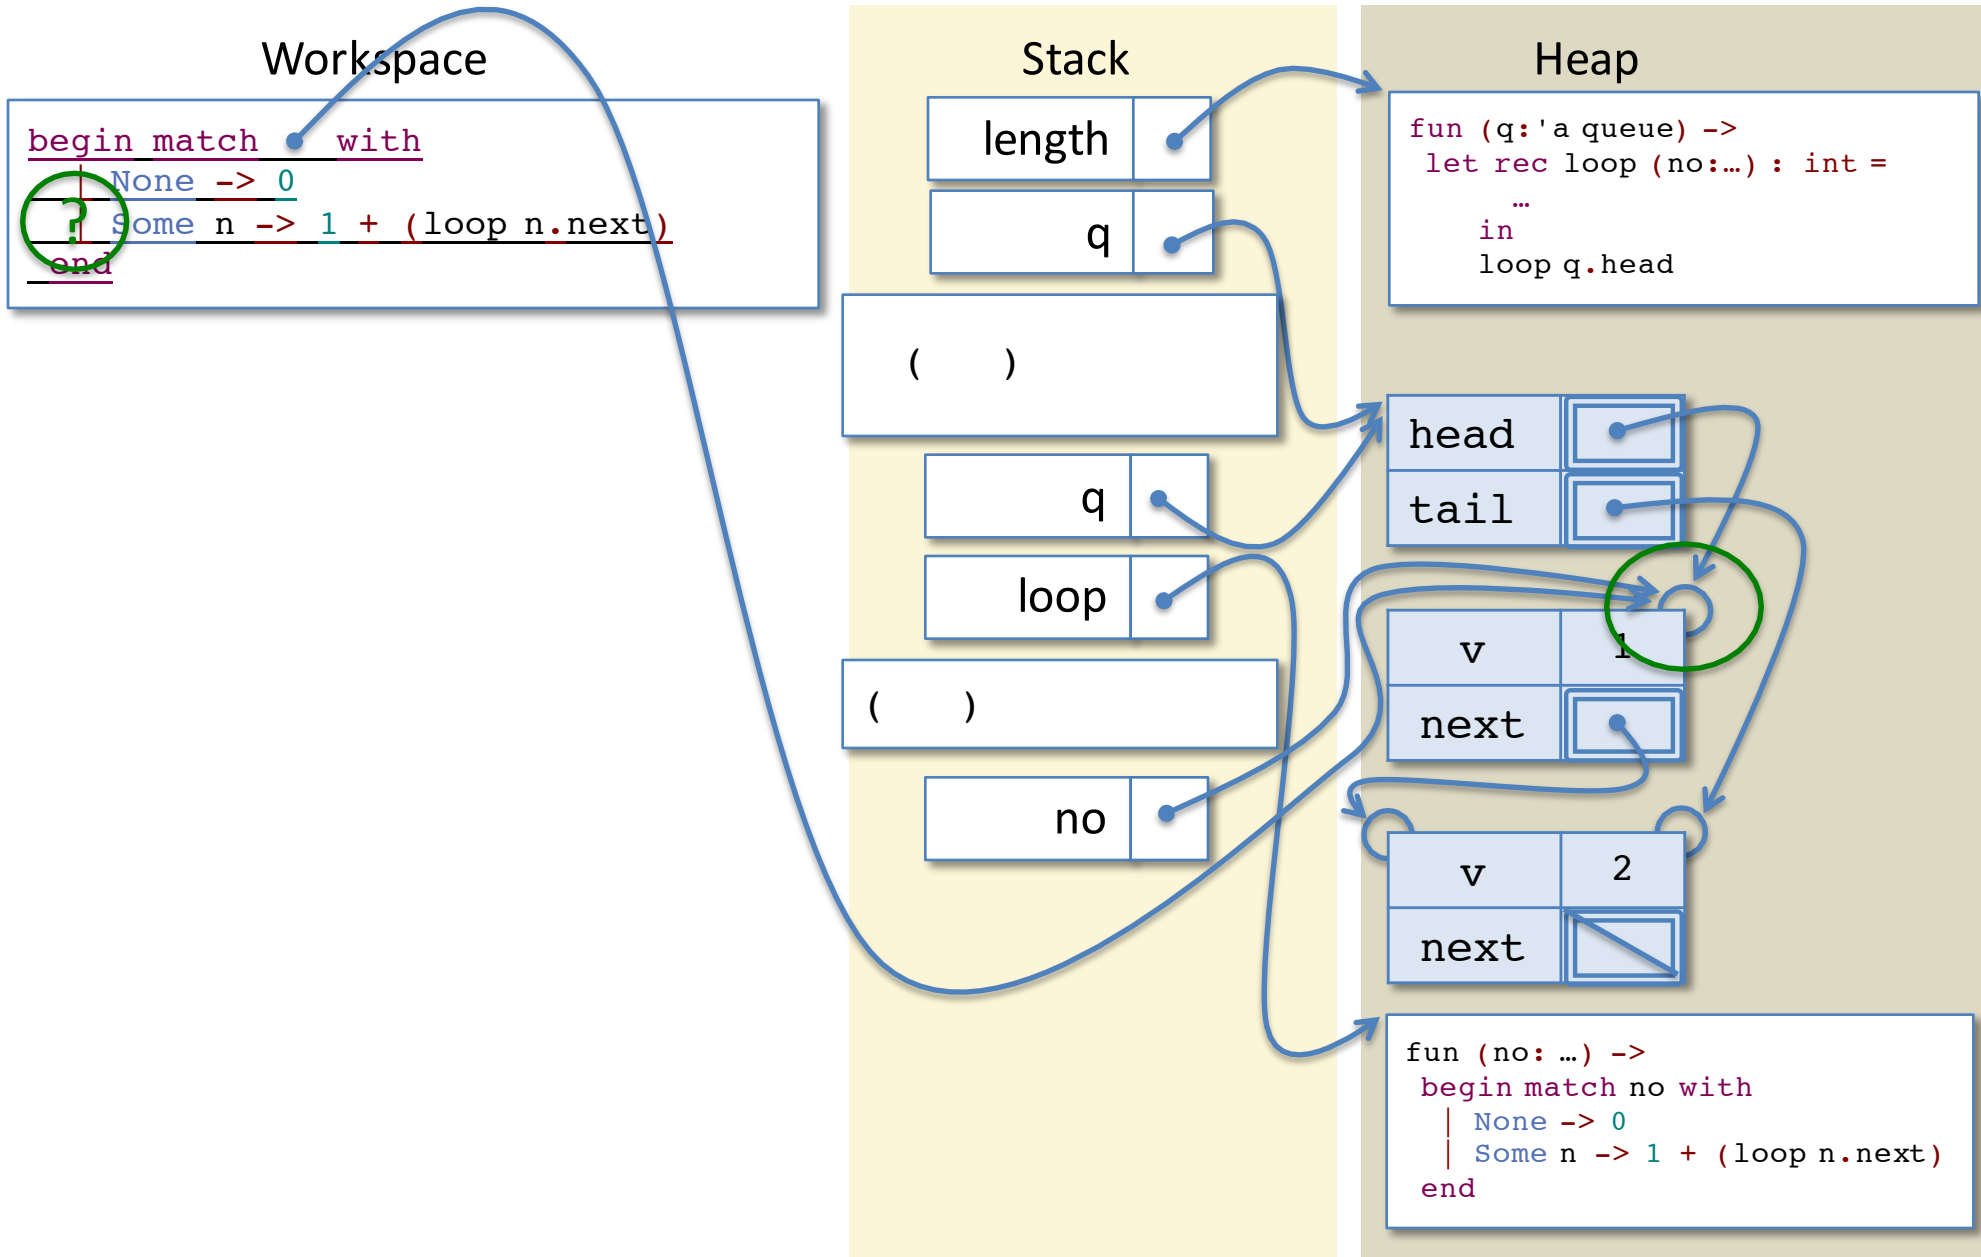 Workspace
begin match with
| None -> 0
? | Some n -> 1 + (loop n.next)
end
Stack
length
q
( )
q
loop
( )
no
Heap
fun (q:'a queue) ->
let rec loop (no:…) : int =
…
in
loop q.head
head
tail
v 1
next
v 2
next
fun (no: …) ->
begin match no with
| None -> 0
| Some n -> 1 + (loop n.next)
end